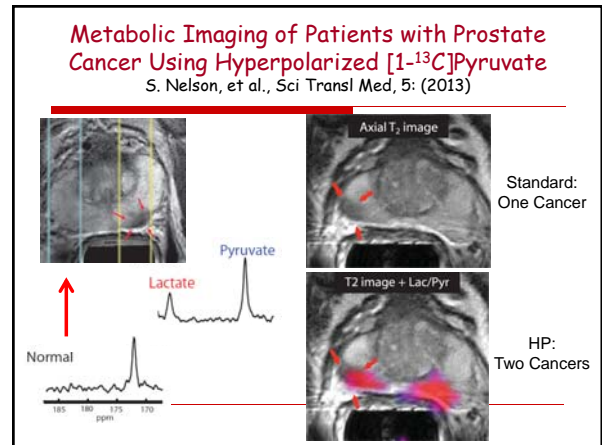 Metabolic Imaging of Patients with Prostate
Cancer Using Hyperpolarized [1-¹³C]Pyruvate
S. Nelson, et al., Sci Transl Med, 5: (2013)
Axial T₂ image
Standard:
One Cancer
Pyruvate
Lactate
T2 image + Lac/Pyr
Normal
HP:
Two Cancers
185 180 175 170
ppm